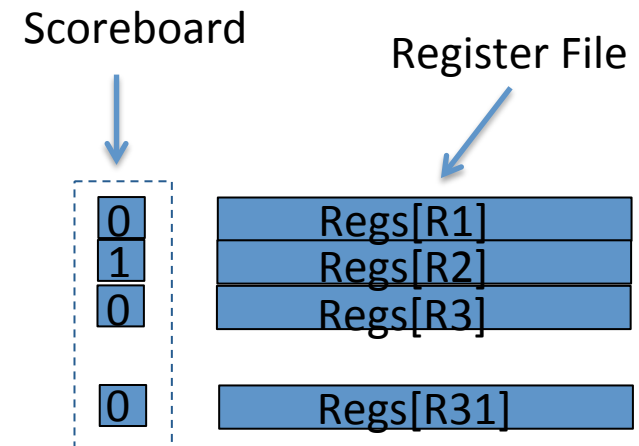 Scoreboard
Register File
0 Regs[R1]
1 Regs[R2]
0 Regs[R3]
0 Regs[R31]